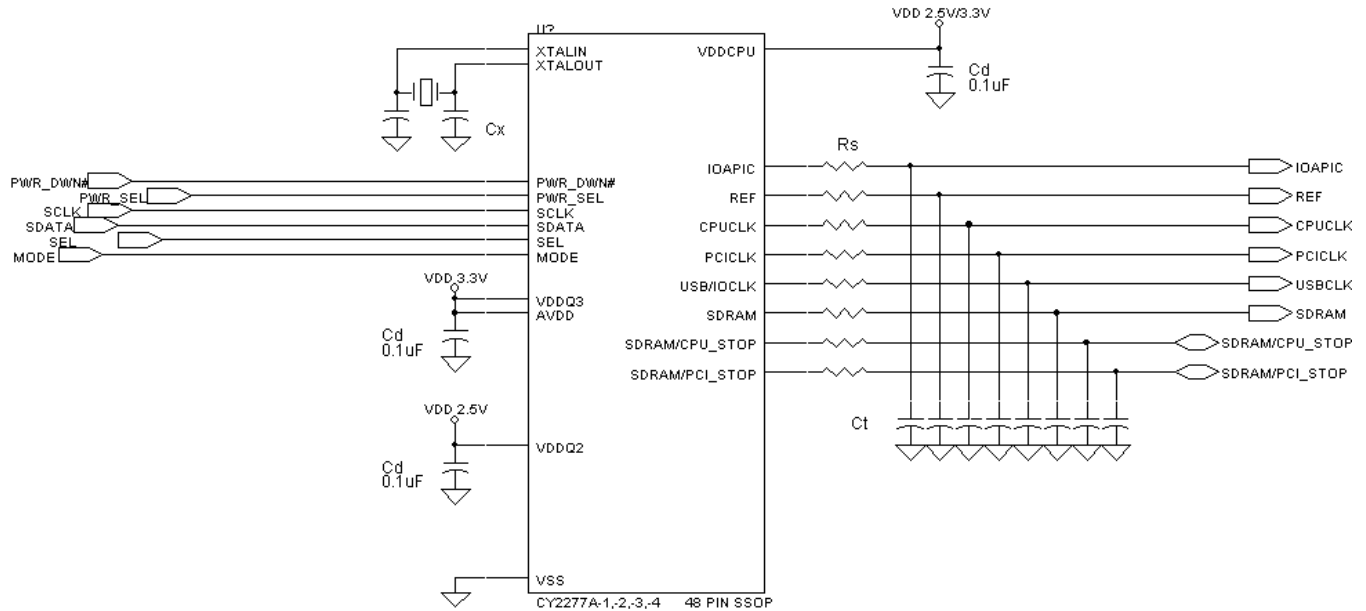 VDD 2.5V/3.3V
U?
XTALIN
XTALOUT
VDDCPU
Cd
0.1uF
Cx
Rs
IOAPIC
IOAPIC
PWR_DWN#
PWR_DWN#
PWR_SEL
PWR_SEL
REF
REF
SCLK
SCLK
SDATA
SDATA
CPUCLK
CPUCLK
SEL
SEL
MODE
MODE
PCICLK
PCICLK
VDD 3.3V
USB/IOCLK
USBCLK
VDDQ3
AVDD
SDRAM
SDRAM
Cd
0.1uF
SDRAM/CPU_STOP
SDRAM/CPU_STOP
SDRAM/PCI_STOP
SDRAM/PCI_STOP
VDD 2.5V
Ct
VDDQ2
Cd
0.1uF
VSS
CY2277A-1,-2,-3,-4 48 PIN SSOP